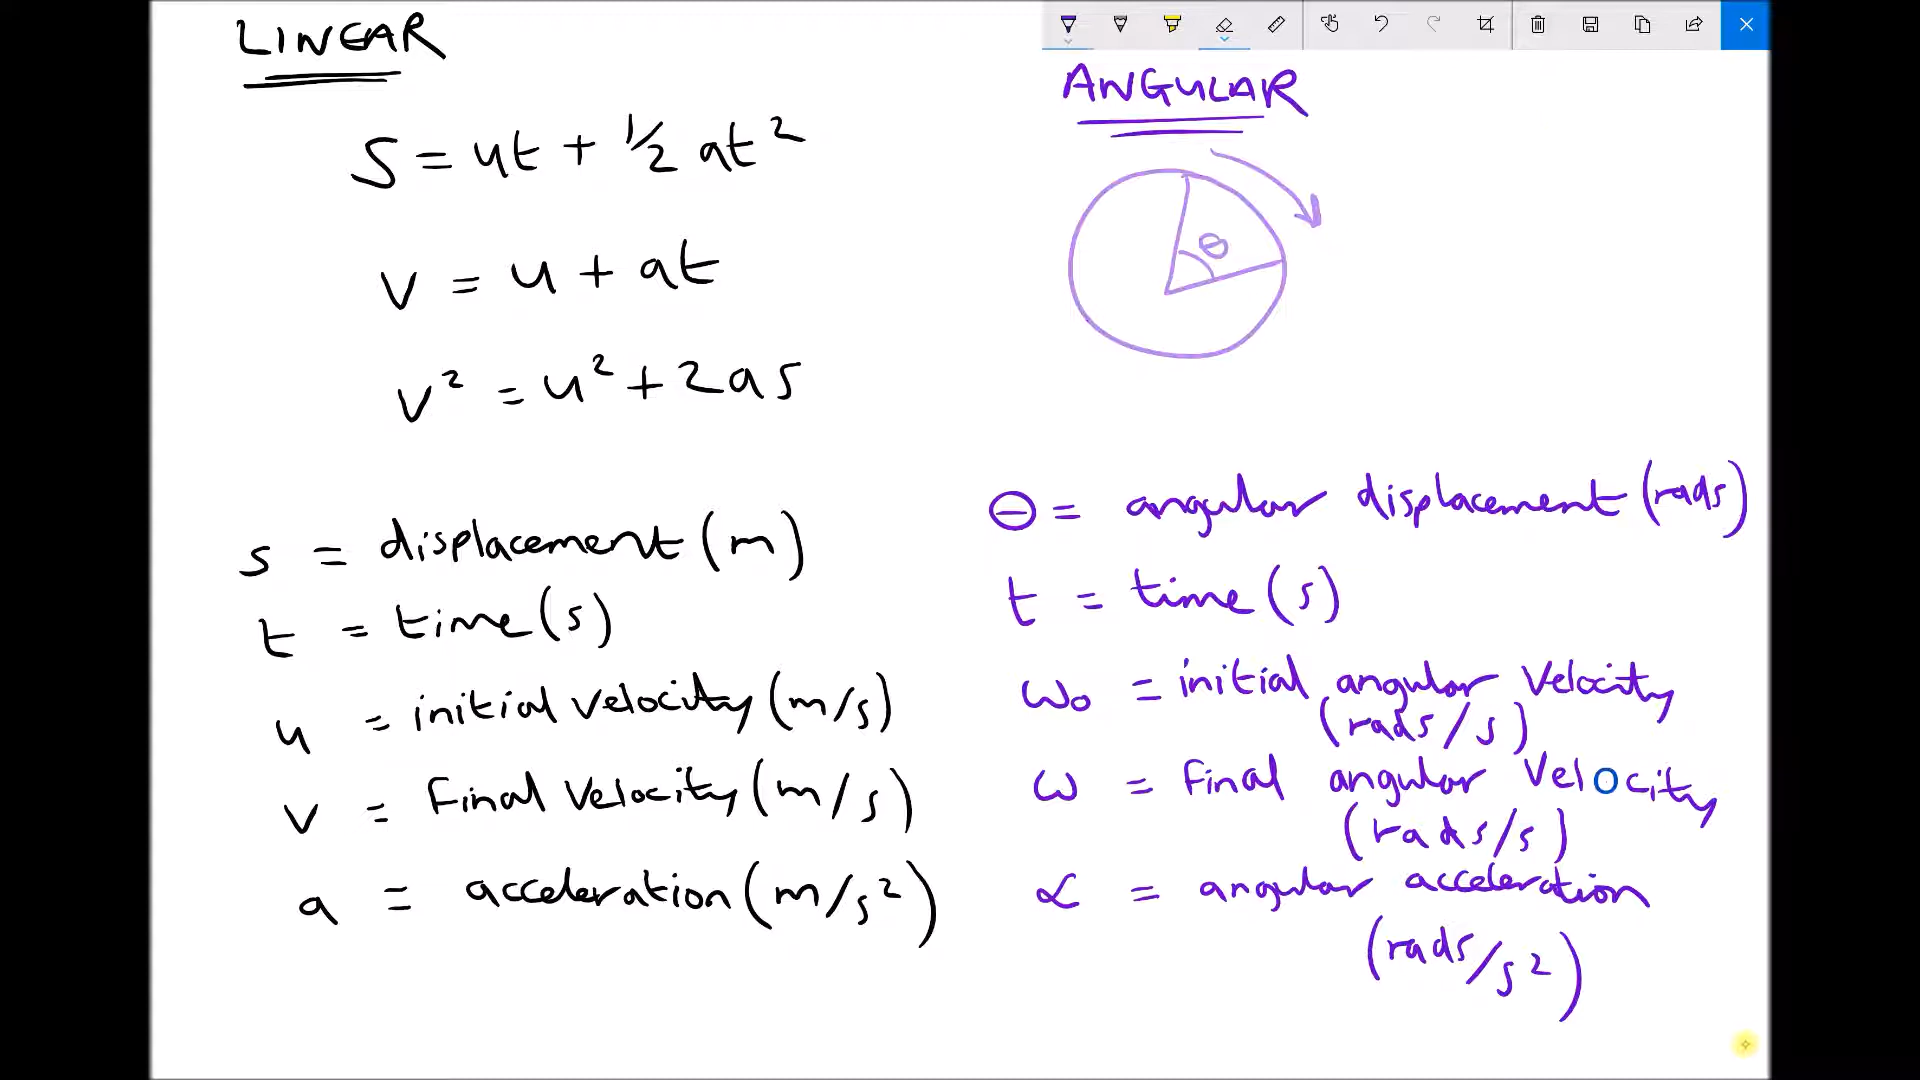 LINEAR
S = ut + 1/2 at²
v = u + at
v² = u² + 2as
s = displacement (m)
t = time (s)
u = initial velocity (m/s)
v = Final Velocity (m/s)
a = acceleration (m/s²)
ANGULAR
θ
θ = angular displacement (rads)
t = time (s)
ω₀ = initial angular Velocity
(rads/s)
ω = Final angular Velocity
(rads/s)
α = angular acceleration
(rads/s²)